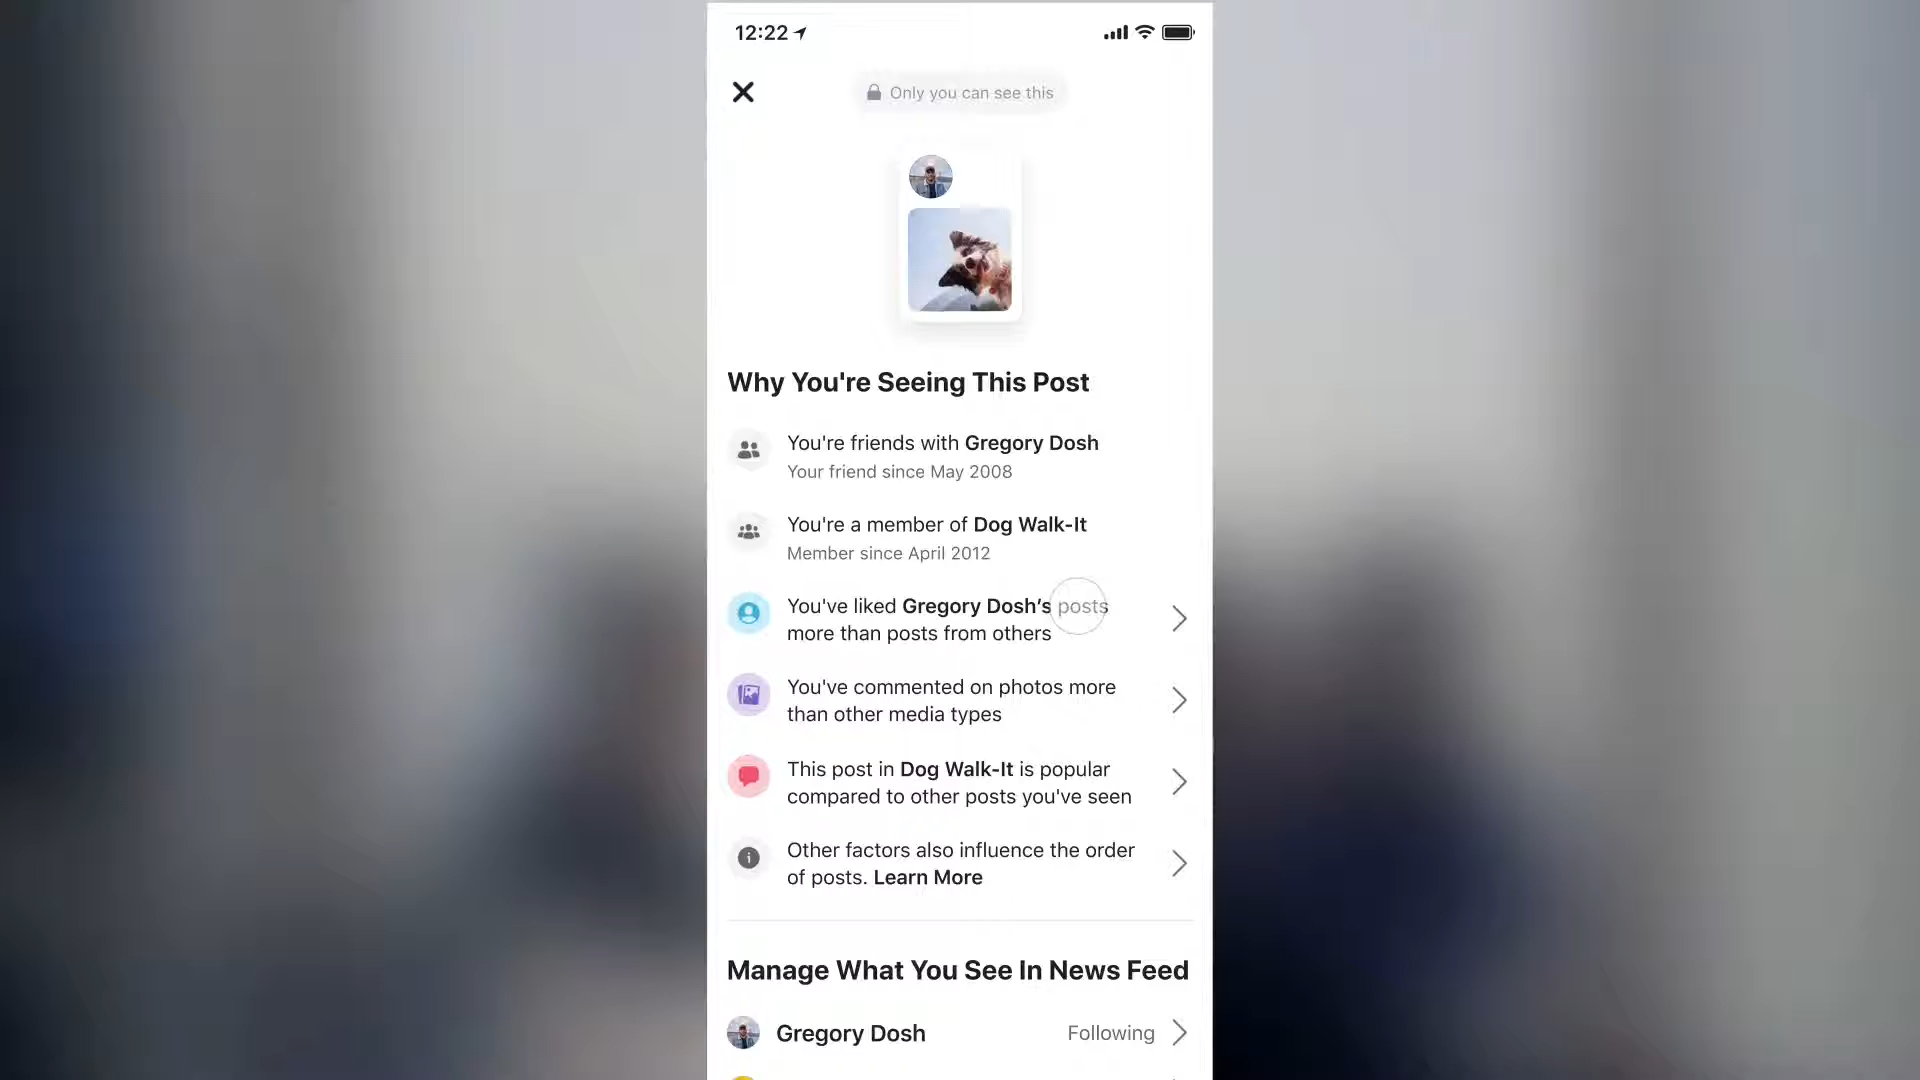 12:22
Only you can see this
Why You're Seeing This Post
You're friends with Gregory Dosh
Your friend since May 2008
You're a member of Dog Walk-It
Member since April 2012
You've liked Gregory Dosh’s posts
more than posts from others
You've commented on photos more
than other media types
This post in Dog Walk-It is popular
compared to other posts you've seen
Other factors also influence the order
of posts. Learn More
Manage What You See In News Feed
Gregory Dosh Following